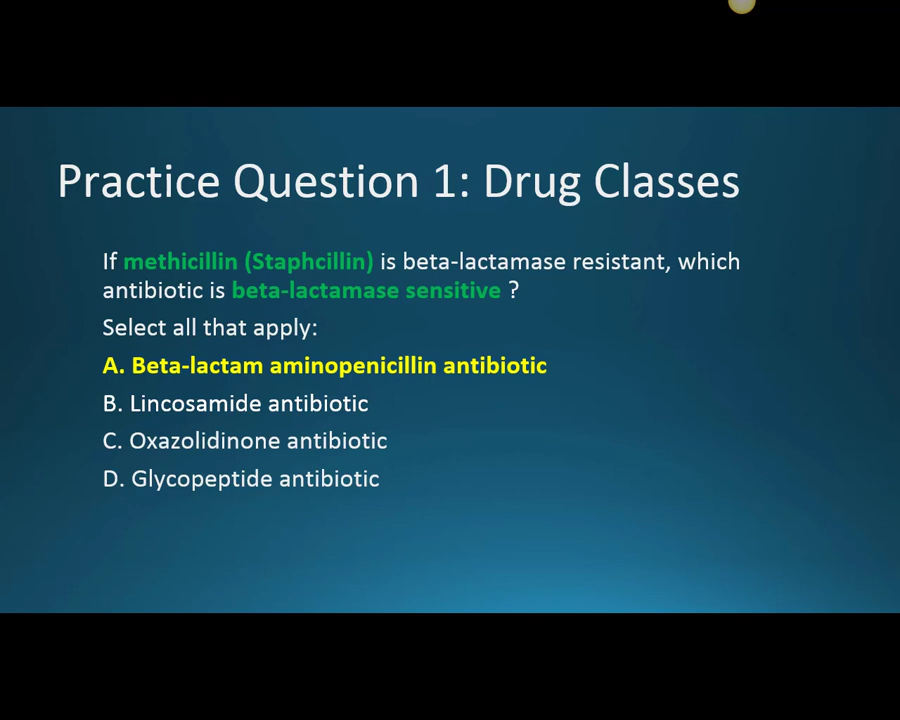 Practice Question 1: Drug Classes
If methicillin (Staphcillin) is beta-lactamase resistant, which
antibiotic is beta-lactamase sensitive ?
Select all that apply:
A. Beta-lactam aminopenicillin antibiotic
B. Lincosamide antibiotic
C. Oxazolidinone antibiotic
D. Glycopeptide antibiotic